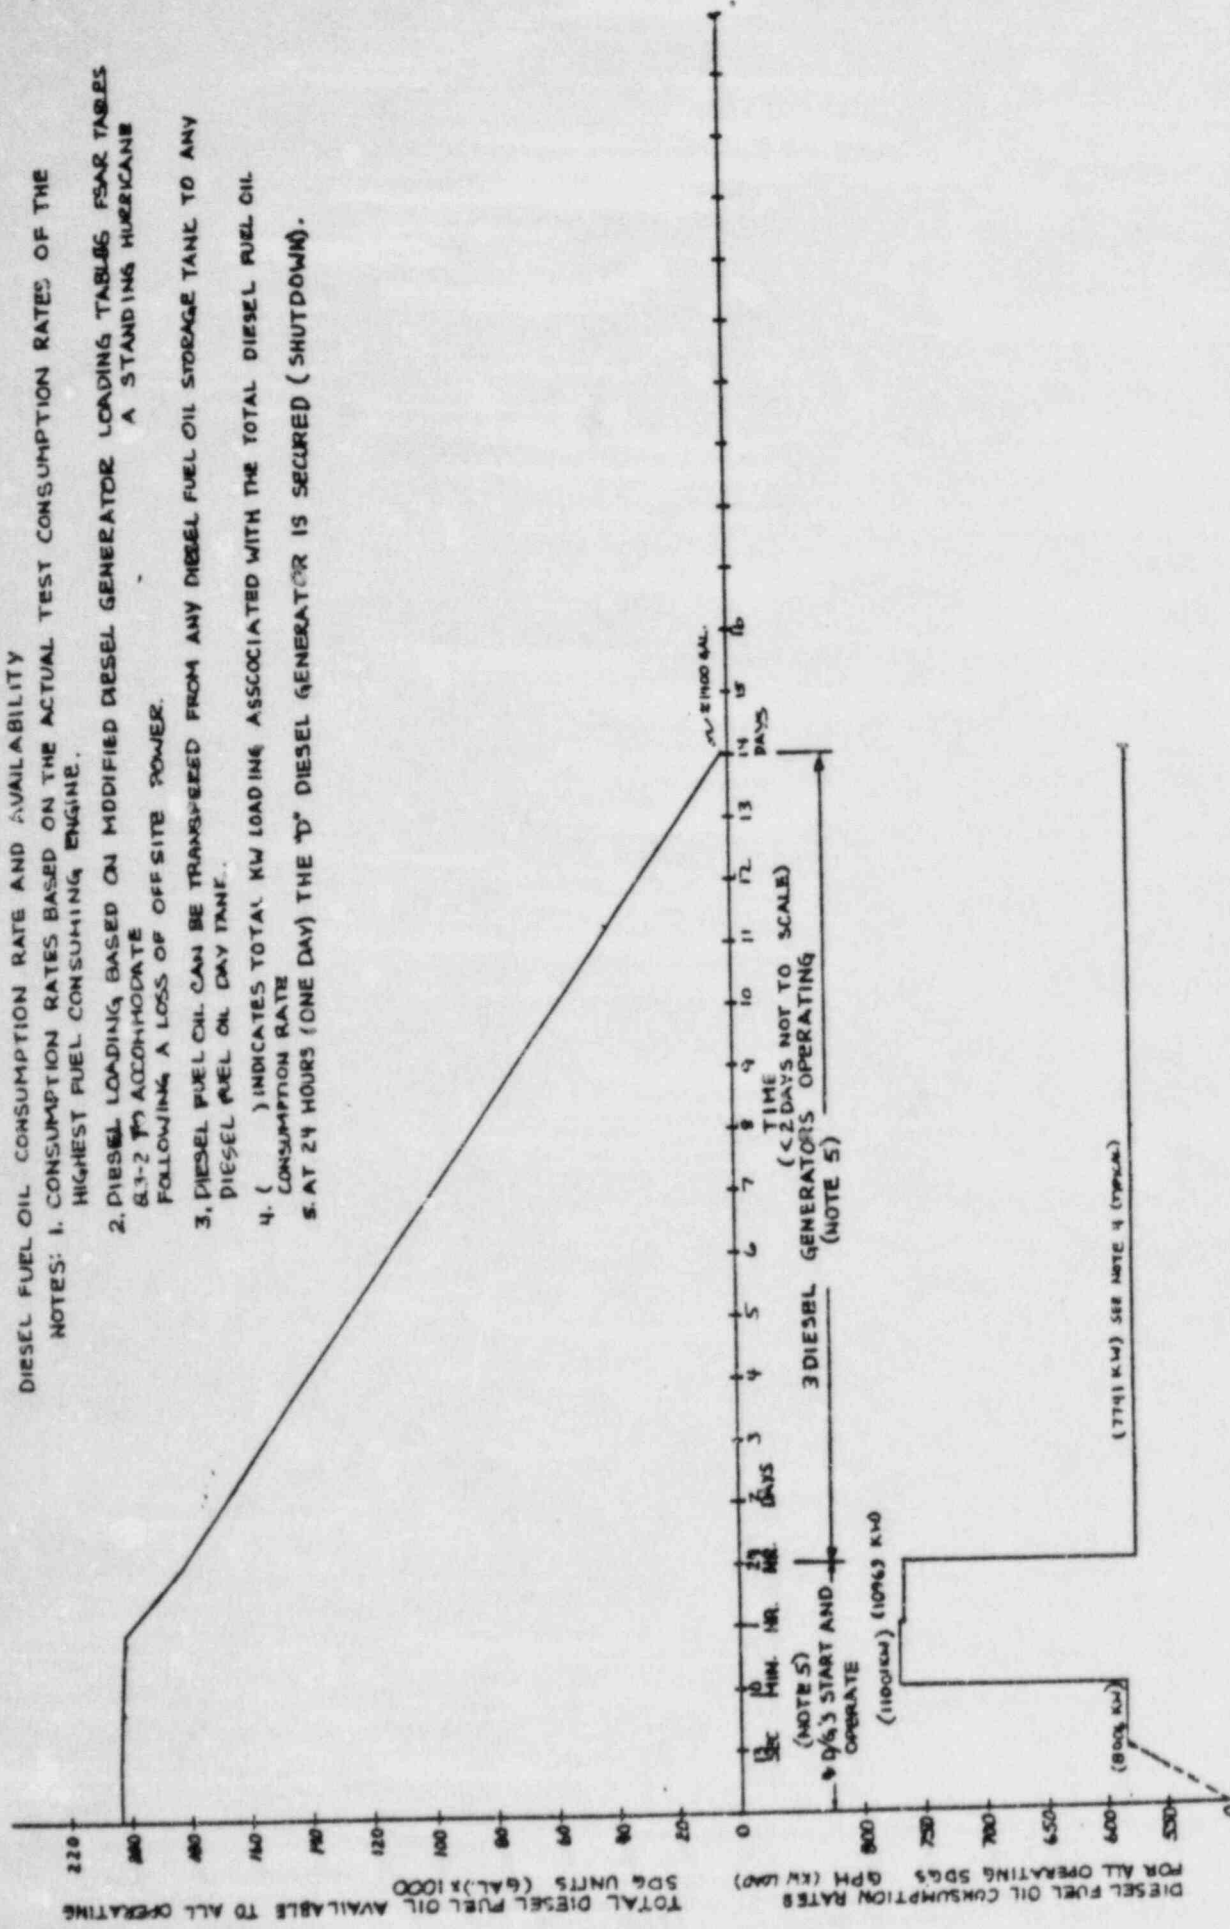 DIESEL FUEL OIL CONSUMPTION RATE AND AVAILABILITY
NOTES: 1. CONSUMPTION RATES BASED ON THE ACTUAL TEST CONSUMPTION RATES OF THE
HIGHEST FUEL CONSUMING ENGINE.
2. DIESEL LOADING BASED ON MODIFIED DIESEL GENERATOR LOADING TABLES FSAR TABLES
8.3-2 TO ACCOMMODATE A STANDING HURRICANE
FOLLOWING A LOSS OF OFFSITE POWER.
3. DIESEL FUEL OIL CAN BE TRANSFERED FROM ANY DIESEL FUEL OIL STORAGE TANK TO ANY
DIESEL FUEL OIL DAY TANK.
4. ( ) INDICATES TOTAL KW LOADING ASSCOCIATED WITH THE TOTAL DIESEL FUEL OIL
CONSUMPTION RATE
5. AT 24 HOURS (ONE DAY) THE "D" DIESEL GENERATOR IS SECURED (SHUTDOWN).
TOTAL DIESEL FUEL OIL AVAILABLE TO ALL OPERATING
SDG UNITS (GAL.) X 1000
220
200
180
160
140
120
100
80
60
40
20
0
GAL.
13 SEC
10 MIN.
HR.
24 HR.
2 DAYS
3
4
5
6
7
8
9
10
11
12
13
14 DAYS
15
16
TIME
(<2 DAYS NOT TO SCALE)
(NOTE 5)
D/G'S START AND
OPERATE
3 DIESEL GENERATORS OPERATING
(NOTE 5)
DIESEL FUEL OIL CONSUMPTION RATES
FOR ALL OPERATING SDGS GPH (KW LOAD)
800
750
700
650
600
550
0
(11001KW)
(10963 KW)
(7741 KW) SEE NOTE 4 (TYPICAL)